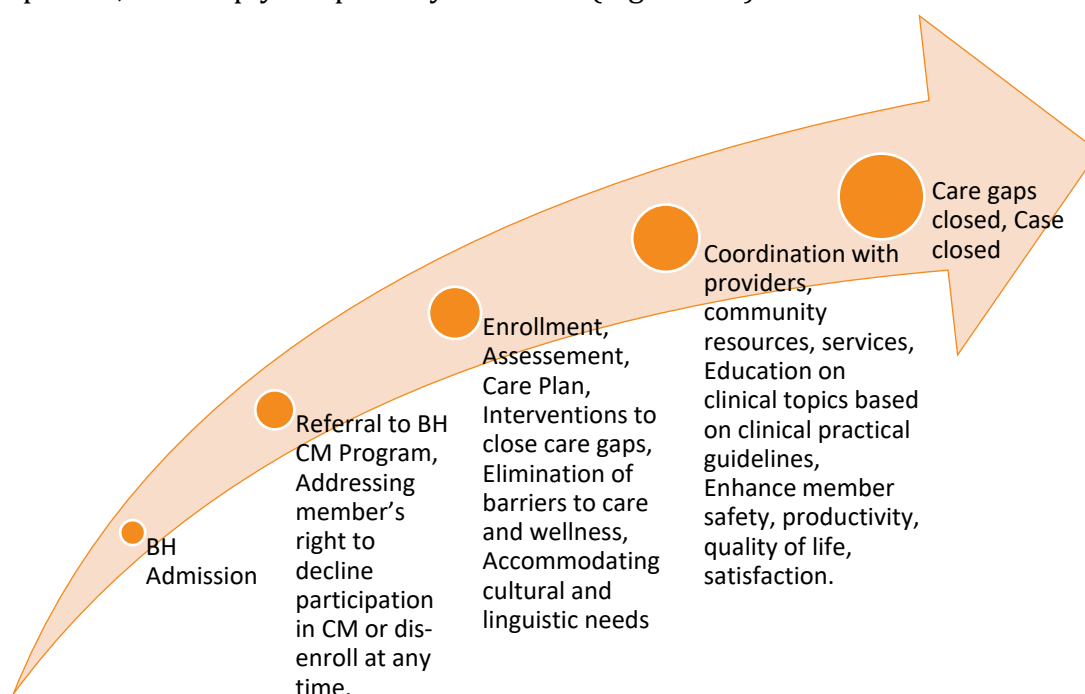 BH
Admission
Referral to BH
CM Program,
Addressing
member’s
right to
decline
participation
in CM or dis-
enroll at any
time.
Enrollment,
Assessement,
Care Plan,
Interventions to
close care gaps,
Elimination of
barriers to care
and wellness,
Accommodating
cultural and
linguistic needs
Coordination with
providers,
community
resources, services,
Education on
clinical topics based
on clinical practical
guidelines,
Enhance member
safety, productivity,
quality of life,
satisfaction.
Care gaps
closed, Case
closed